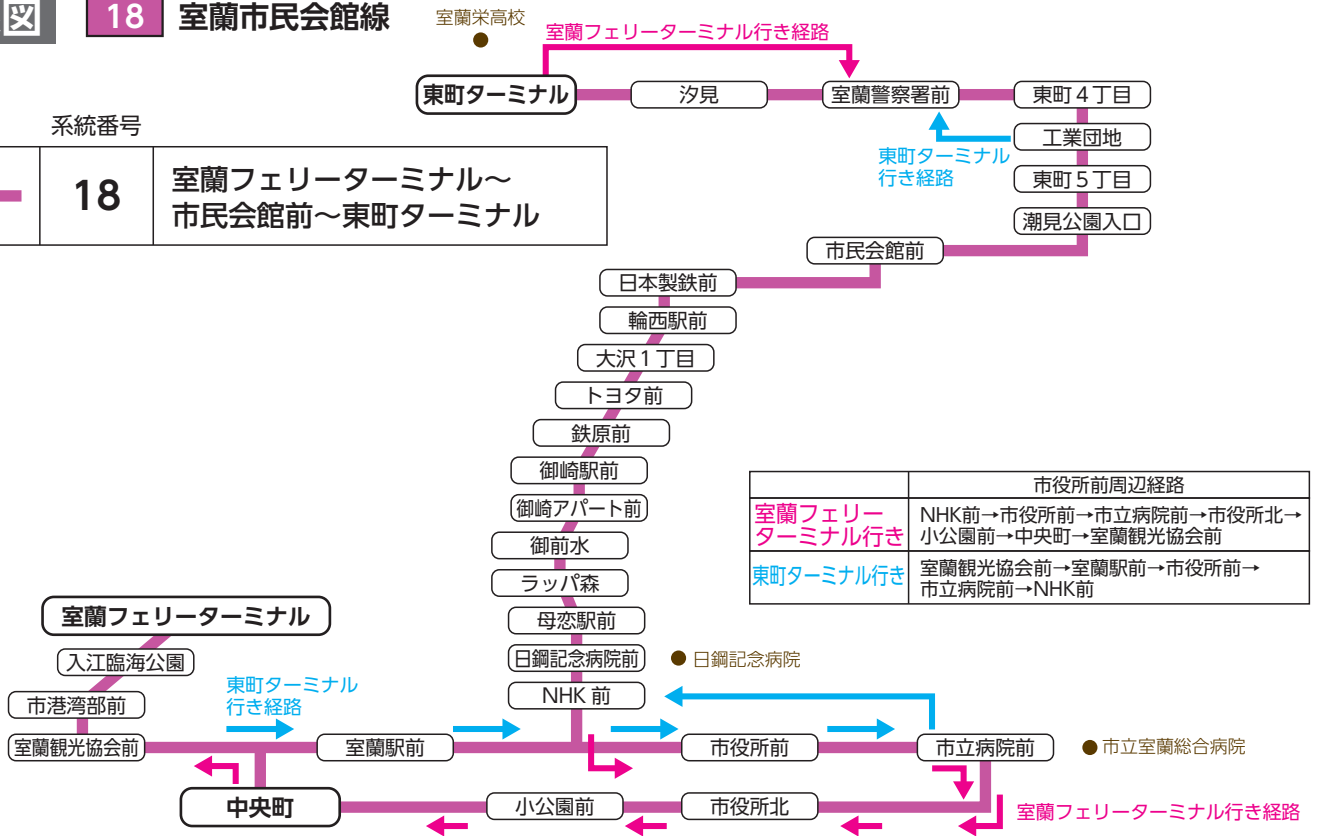 図
18 室蘭市民会館線
室蘭栄高校
室蘭フェリーターミナル行き経路
東町ターミナル
汐見
室蘭警察署前
東町4丁目
工業団地
東町ターミナル
行き経路
東町5丁目
潮見公園入口
系統番号
18
室蘭フェリーターミナル～
市民会館前～東町ターミナル
市民会館前
日本製鉄前
輪西駅前
大沢1丁目
トヨタ前
鉄原前
御崎駅前
御崎アパート前
御前水
ラッパ森
母恋駅前
日鋼記念病院前
日鋼記念病院
NHK前
市役所前周辺経路
室蘭フェリー
ターミナル行き
NHK前→市役所前→市立病院前→市役所北→
小公園前→中央町→室蘭観光協会前
東町ターミナル行き
室蘭観光協会前→室蘭駅前→市役所前→
市立病院前→NHK前
室蘭フェリーターミナル
入江臨海公園
市港湾部前
東町ターミナル
行き経路
室蘭観光協会前
室蘭駅前
市役所前
市立病院前
市立室蘭総合病院
中央町
小公園前
市役所北
室蘭フェリーターミナル行き経路